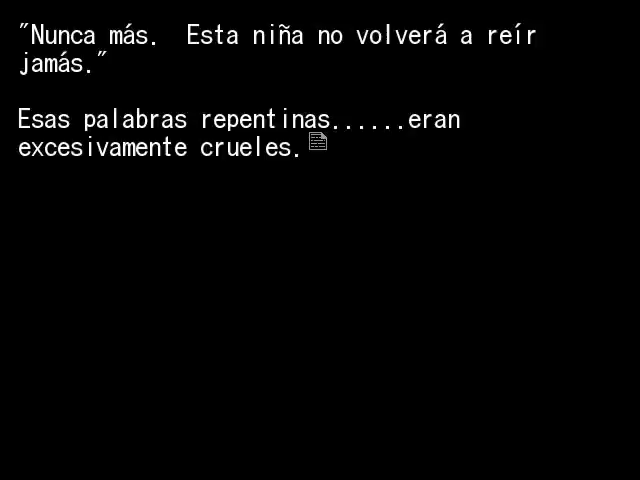 "Nunca más.  Esta niña no volverá a reír
jamás."
Esas palabras repentinas......eran
excesivamente crueles.